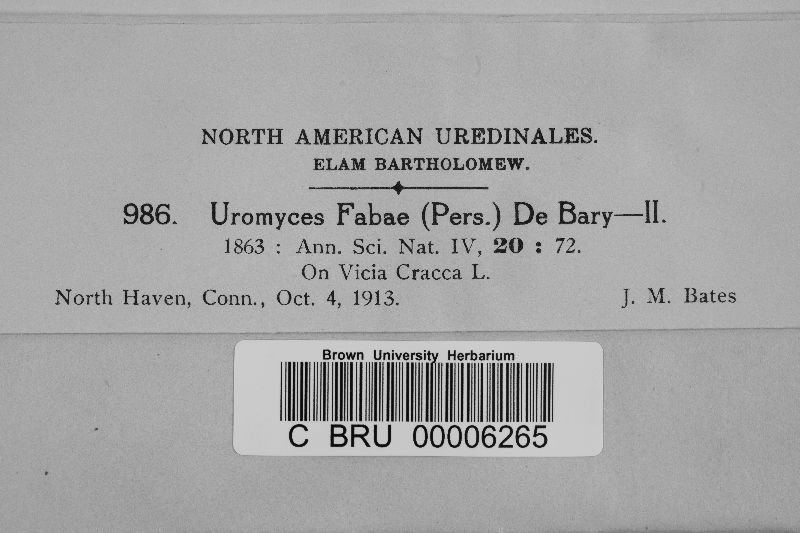 NORTH AMERICAN UREDINALES.
ELAM BARTHOLOMEW.
986. Uromyces Fabae (Pers.) De Bary—II.
1863 : Ann. Sci. Nat. IV, 20 : 72.
On Vicia Cracca L.
North Haven, Conn., Oct. 4, 1913. J. M. Bates
Brown University Herbarium
C BRU 00006265